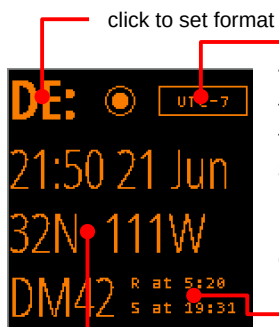 click to set format
DE: UTC-7
21:50 21 Jun
32N 111W
DM42 R at 5:20
S at 19:31